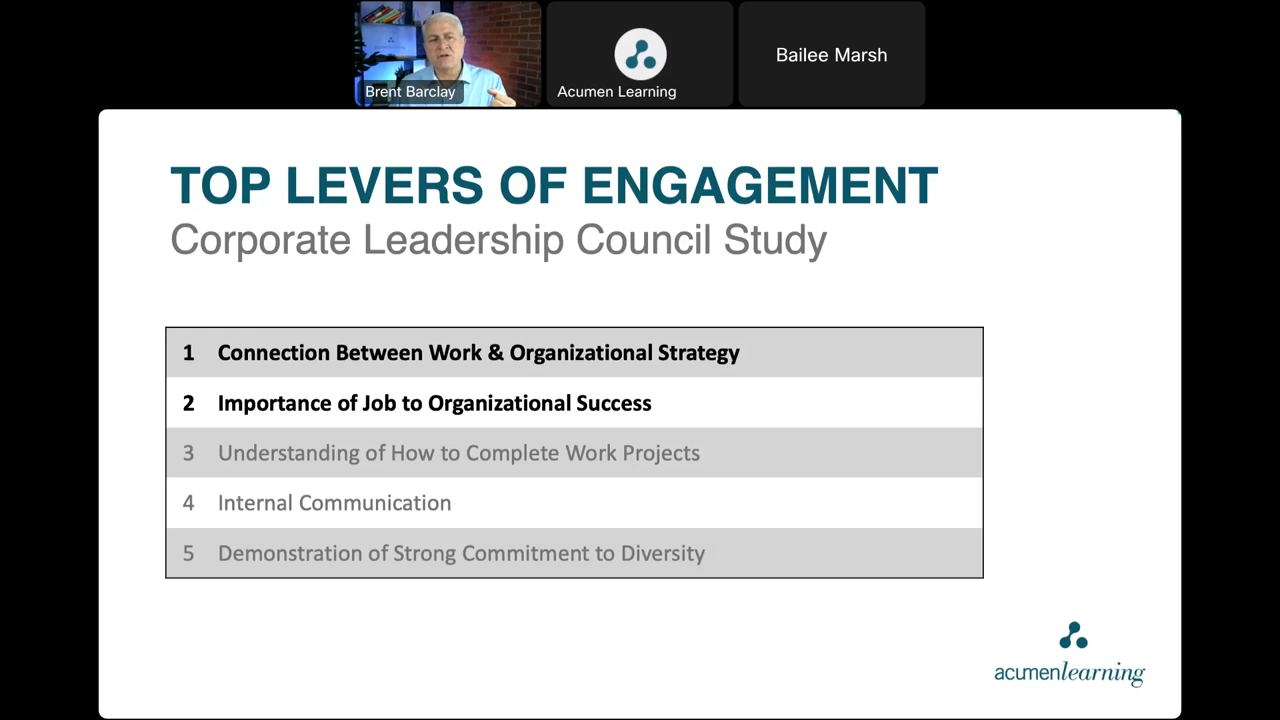 Brent Barclay
Acumen Learning
Bailee Marsh
TOP LEVERS OF ENGAGEMENT
Corporate Leadership Council Study
1 Connection Between Work & Organizational Strategy
2 Importance of Job to Organizational Success
3 Understanding of How to Complete Work Projects
4 Internal Communication
5 Demonstration of Strong Commitment to Diversity
acumenlearning